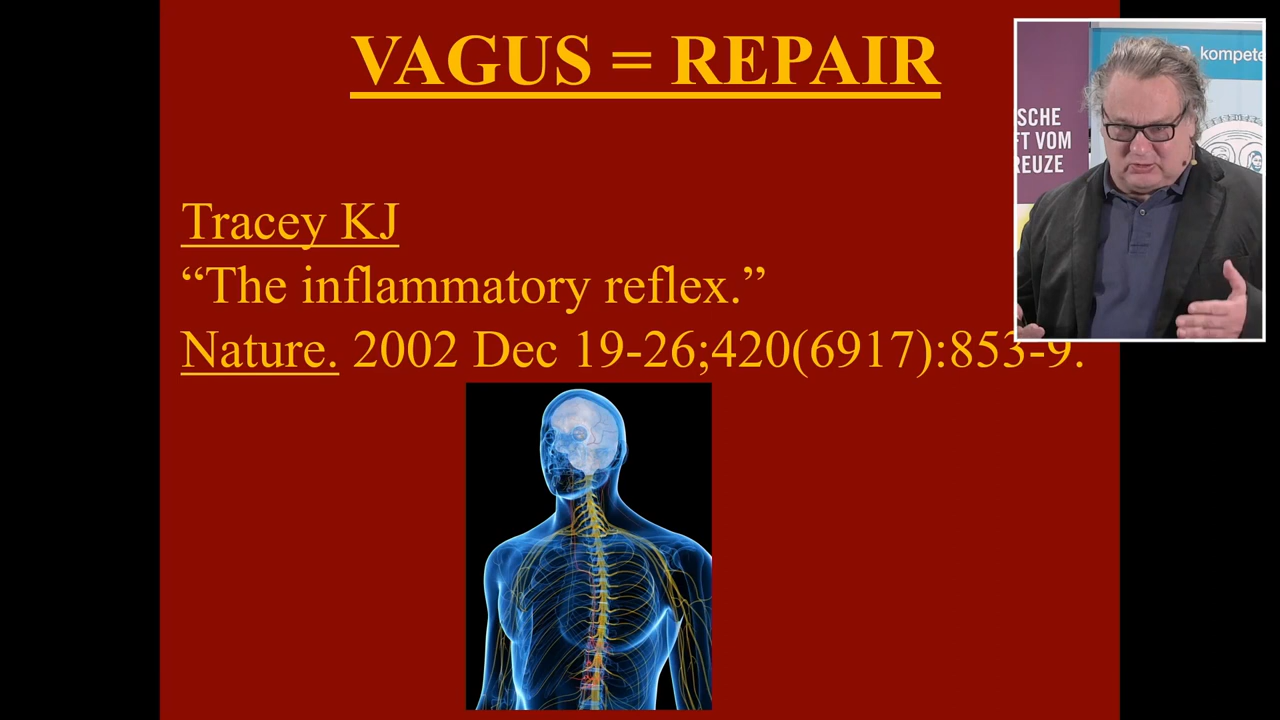 VAGUS = REPAIR
Tracey KJ
“The inflammatory reflex.”
Nature. 2002 Dec 19-26;420(6917):853-9.
kompete
SCHE
FT VOM
REUZE